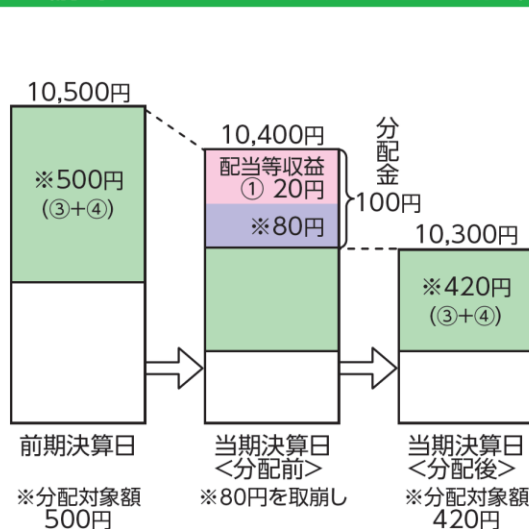 10,500円
※500円
(③+④)
前期決算日
※分配対象額
500円
10,400円
配当等収益
① 20円
※80円
分配金
100円
当期決算日
<分配前>
※80円を取崩し
10,300円
※420円
(③+④)
当期決算日
<分配後>
※分配対象額
420円